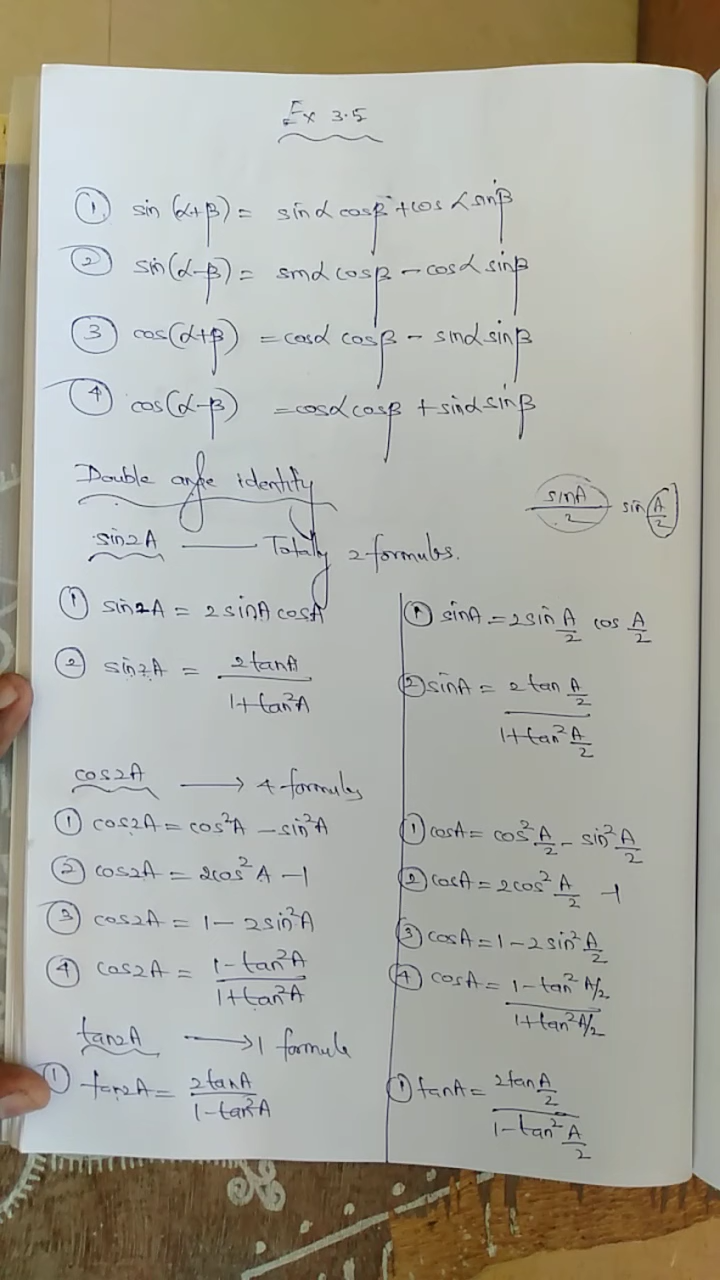 Ex 3.5
① sin (α+β) = sinα cosβ + cos α sinβ
② sin(α-β) = sinα cosβ - cosα sinβ
③ cos(α+β) = cosα cosβ - sinα sinβ
④ cos(α-β) = cosα cosβ + sinα sinβ
Double angle identity
sinA/2 sin(A/2)
sin2A —— Totally 2 formulas.
① sin2A = 2 sinA cosA
② sin2A = 2tanA/1+tan²A
① sinA = 2sin A/2 cos A/2
② sinA = 2tan A/2 / 1+tan² A/2
cos2A → 4 formulas
① cos2A = cos²A - sin²A
② cos2A = 2cos²A - 1
③ cos2A = 1 - 2sin²A
④ cos2A = 1-tan²A/1+tan²A
① cosA = cos² A/2 - sin² A/2
② cosA = 2cos² A/2 - 1
③ cosA = 1 - 2sin² A/2
④ cosA = 1-tan² A/2 / 1+tan² A/2
tan2A → 1 formula
① tan2A = 2tanA/1-tan²A
① tanA = 2tan A/2 / 1-tan² A/2